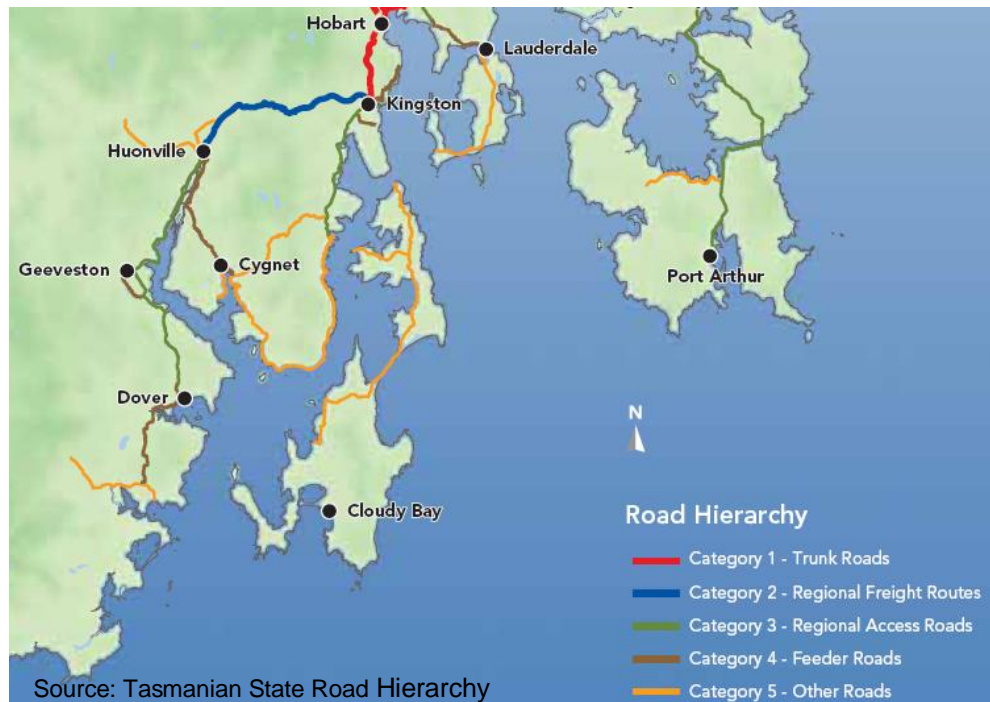 Hobart
Lauderdale
Kingston
Huonville
Geeveston
Cygnet
Port Arthur
Dover
N
Cloudy Bay
Road Hierarchy
Category 1 - Trunk Roads
Category 2 - Regional Freight Routes
Category 3 - Regional Access Roads
Category 4 - Feeder Roads
Category 5 - Other Roads
Source: Tasmanian State Road Hierarchy